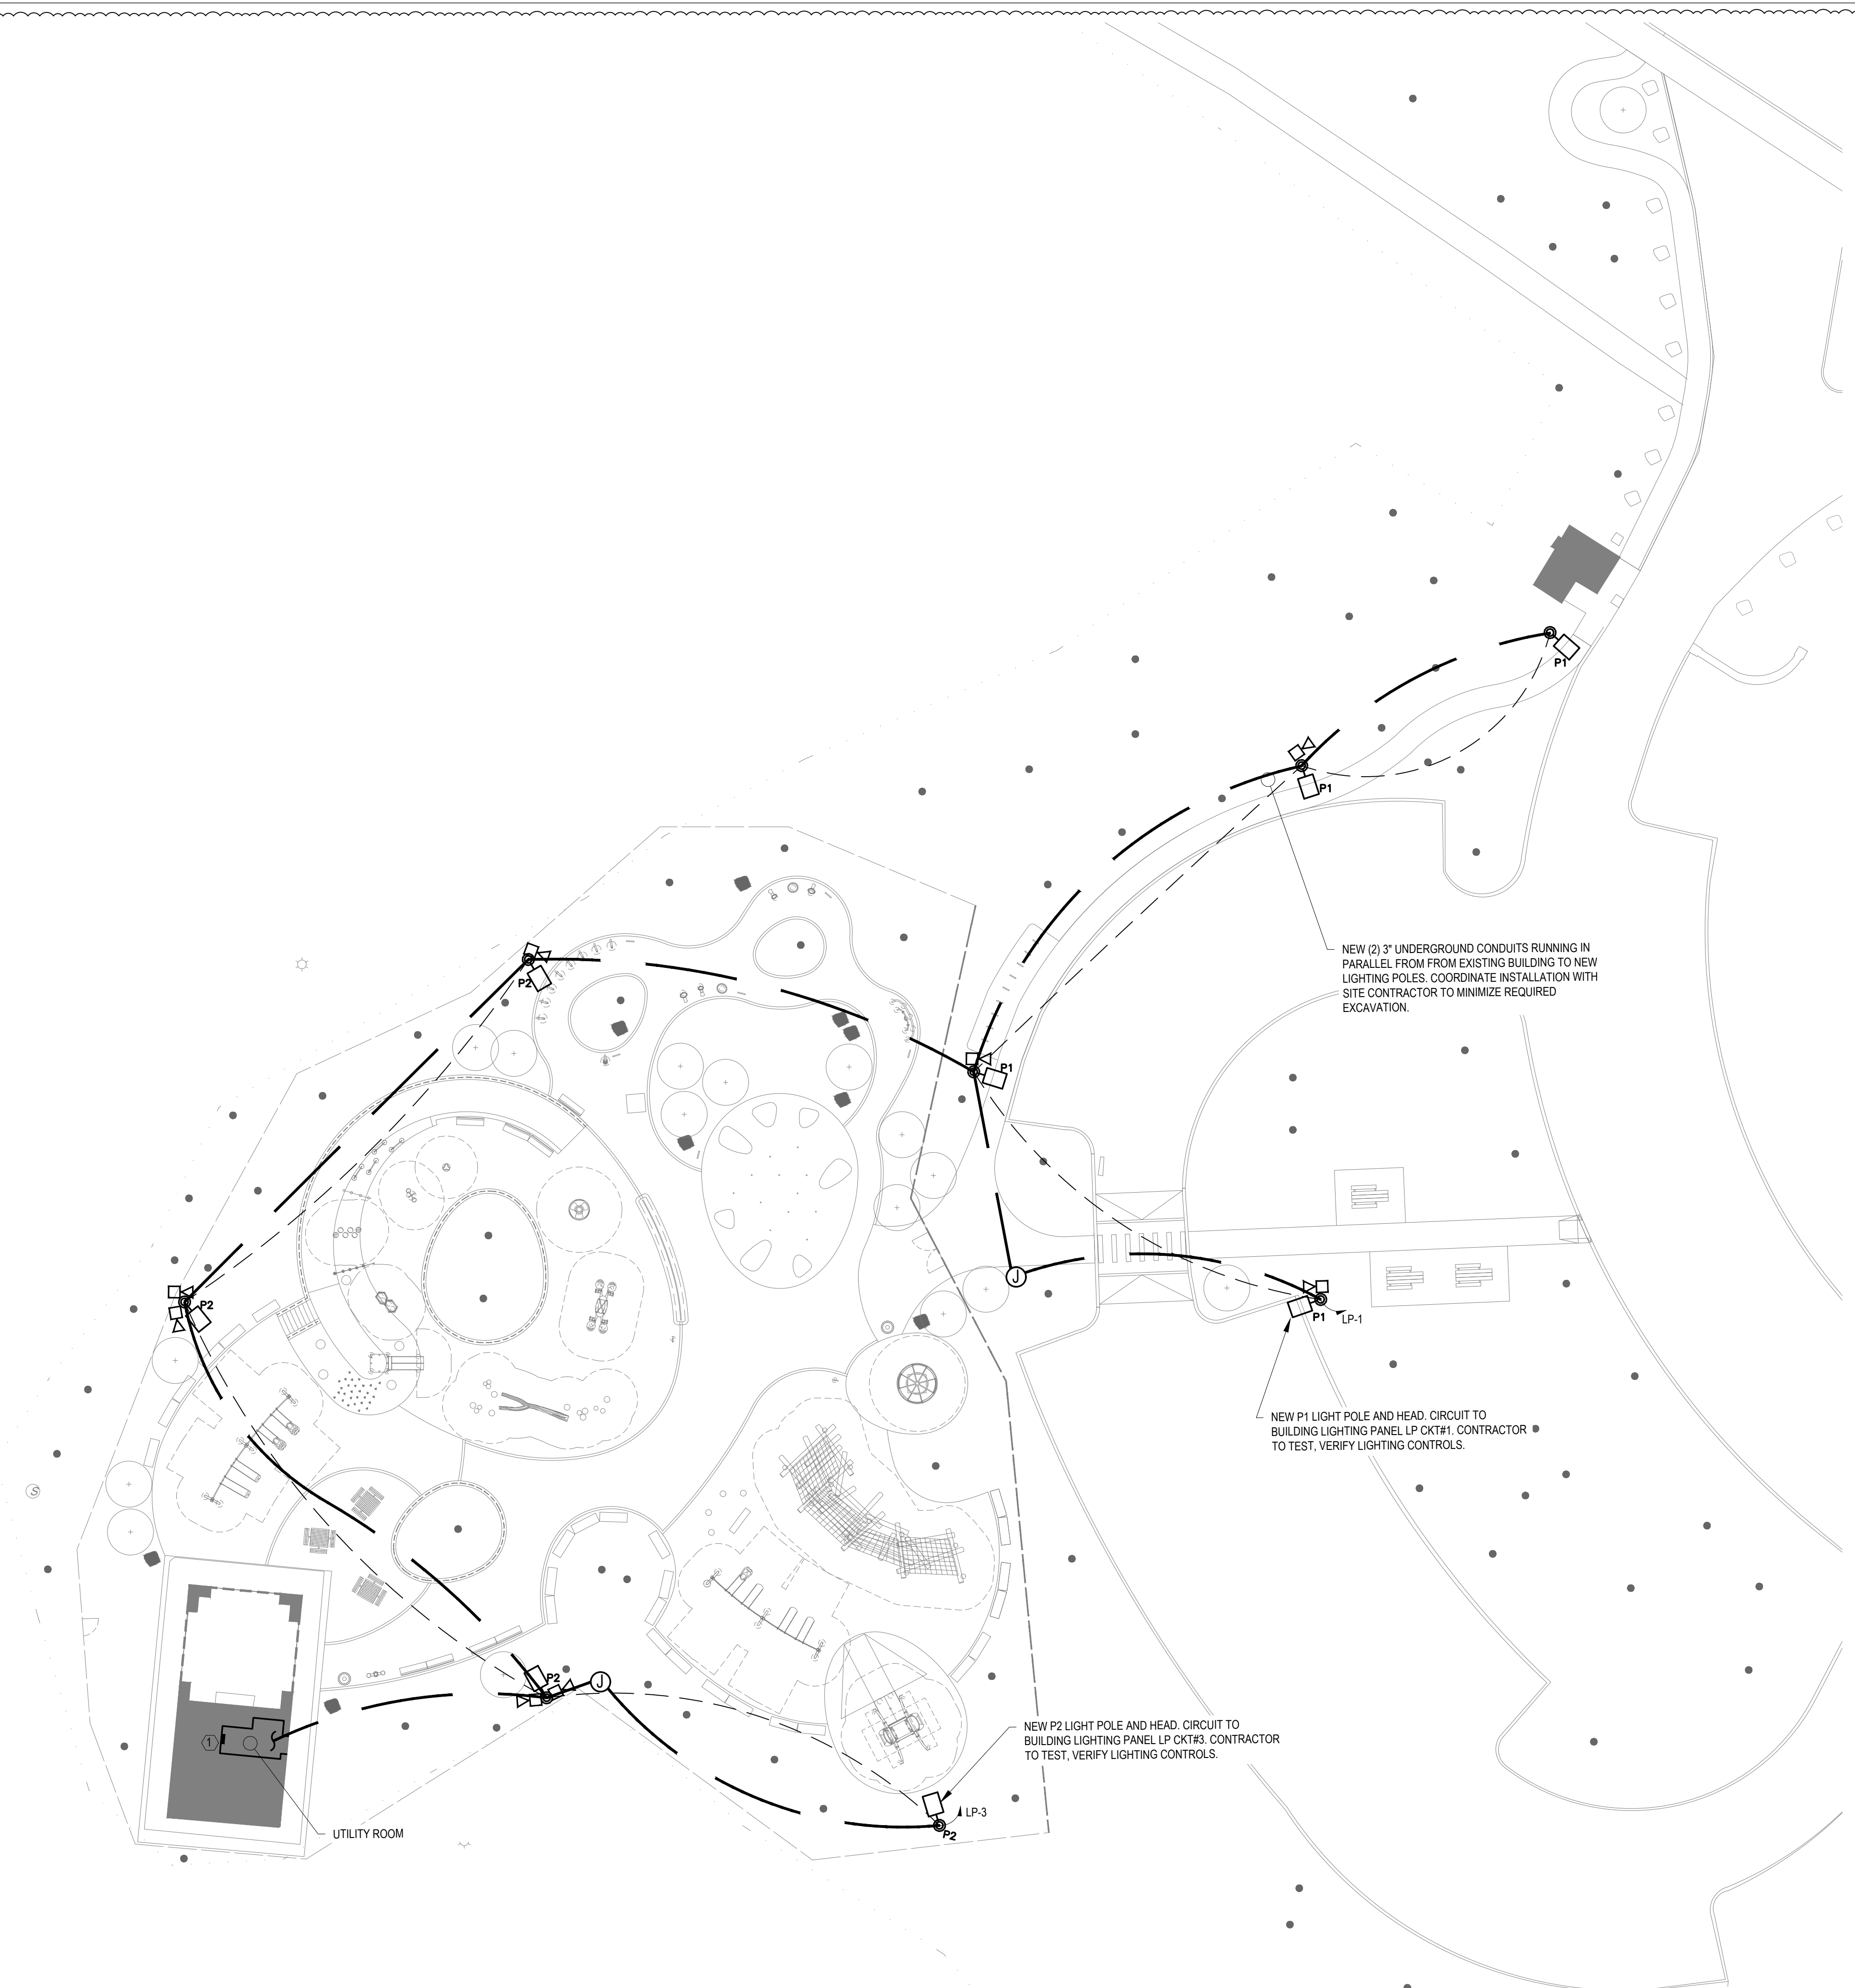 P1
P1
NEW (2) 3" UNDERGROUND CONDUITS RUNNING IN
PARALLEL FROM FROM EXISTING BUILDING TO NEW
LIGHTING POLES. COORDINATE INSTALLATION WITH
SITE CONTRACTOR TO MINIMIZE REQUIRED
EXCAVATION.
P2
P1
J
P2
P1
LP-1
NEW P1 LIGHT POLE AND HEAD. CIRCUIT TO
BUILDING LIGHTING PANEL LP CKT#1. CONTRACTOR
TO TEST, VERIFY LIGHTING CONTROLS.
S
P2
J
1
NEW P2 LIGHT POLE AND HEAD. CIRCUIT TO
BUILDING LIGHTING PANEL LP CKT#3. CONTRACTOR
TO TEST, VERIFY LIGHTING CONTROLS.
LP-3
P2
UTILITY ROOM